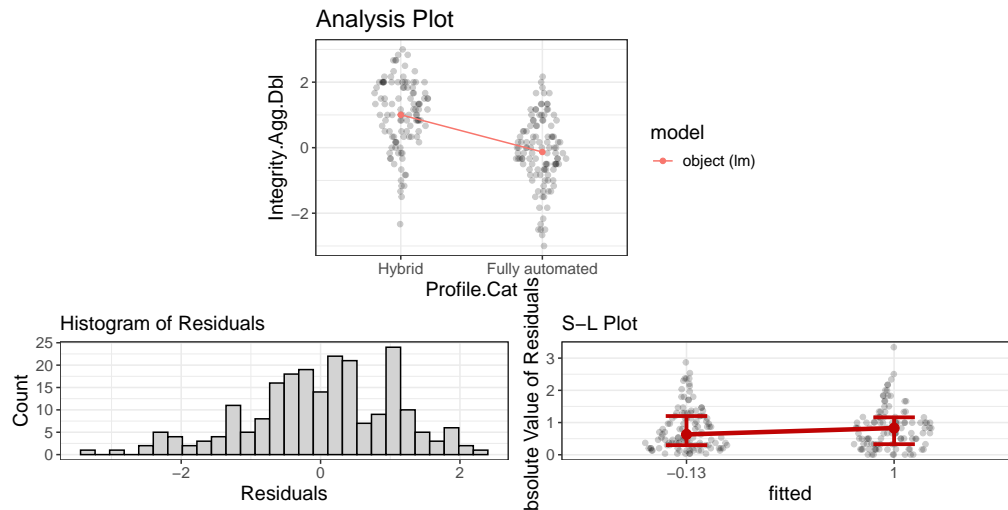 Analysis Plot
Integrity.Agg.Dbl
2
0
−2
Hybrid
Fully automated
Profile.Cat
model
object (lm)
Histogram of Residuals
Count
25
20
15
10
5
0
−2
0
2
Residuals
S−L Plot
bsolute Value of Residuals
3
2
1
0
−0.13
1
fitted